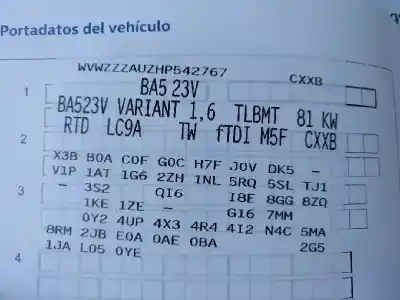 Portadatos del vehículo
WVWZZZAUZHP542767 CXXB
1 BA5 23V
BA523V VARIANT 1,6 TLBMT 81 KW
2 RTD LC9A TW fTDI M5F CXXB
X3B B0A C0F G0C H7F J0V DK5 –
V1P 1AT 1G6 2ZH 1NL 5RQ 5SL TJ1
3 – 3S2 QI6 I8E 8GG 8ZQ
1KE 1ZE – G16 7MM
0Y2 4UP 4X3 4R4 4I2 N4C 5MA
8RM 2JB E0A 0AE 0BA 2G5
4 1JA L05 0YE